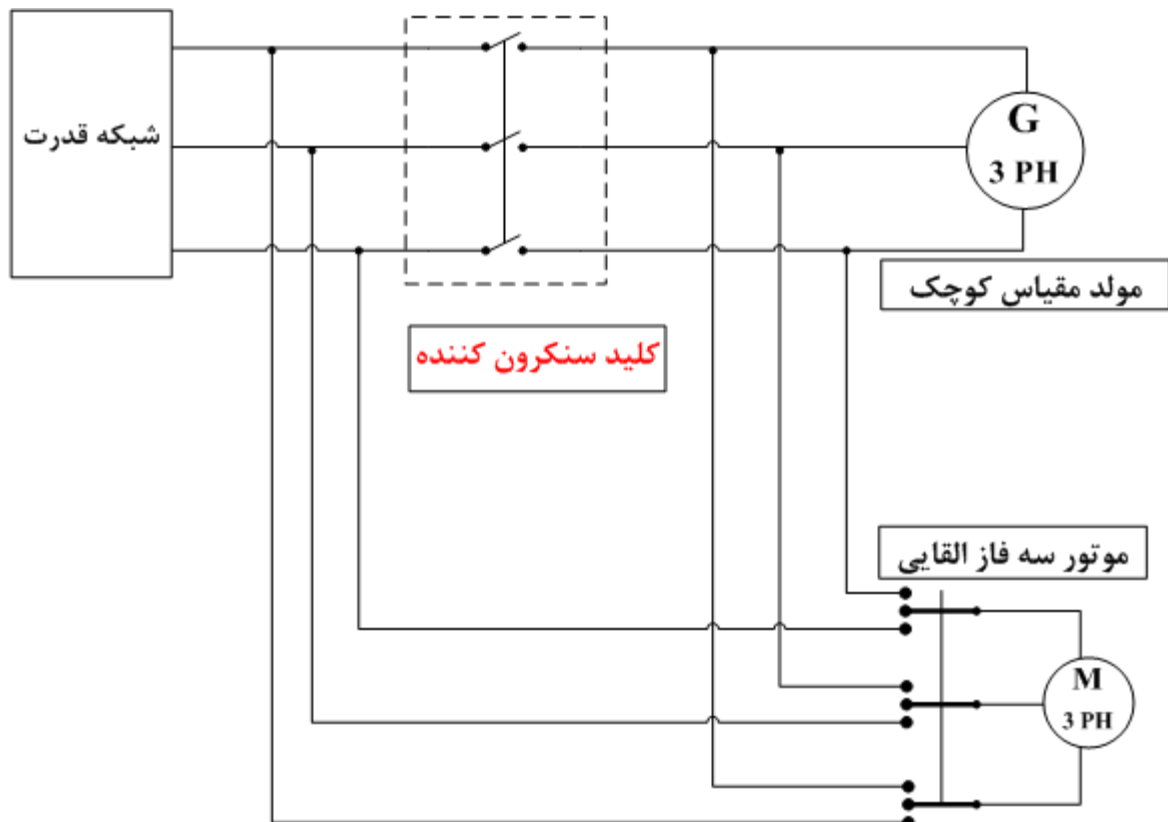 شبکه قدرت
G
3 PH
مولد مقیاس کوچک
کلید سنکرون کننده
موتور سه فاز القایی
M
3 PH